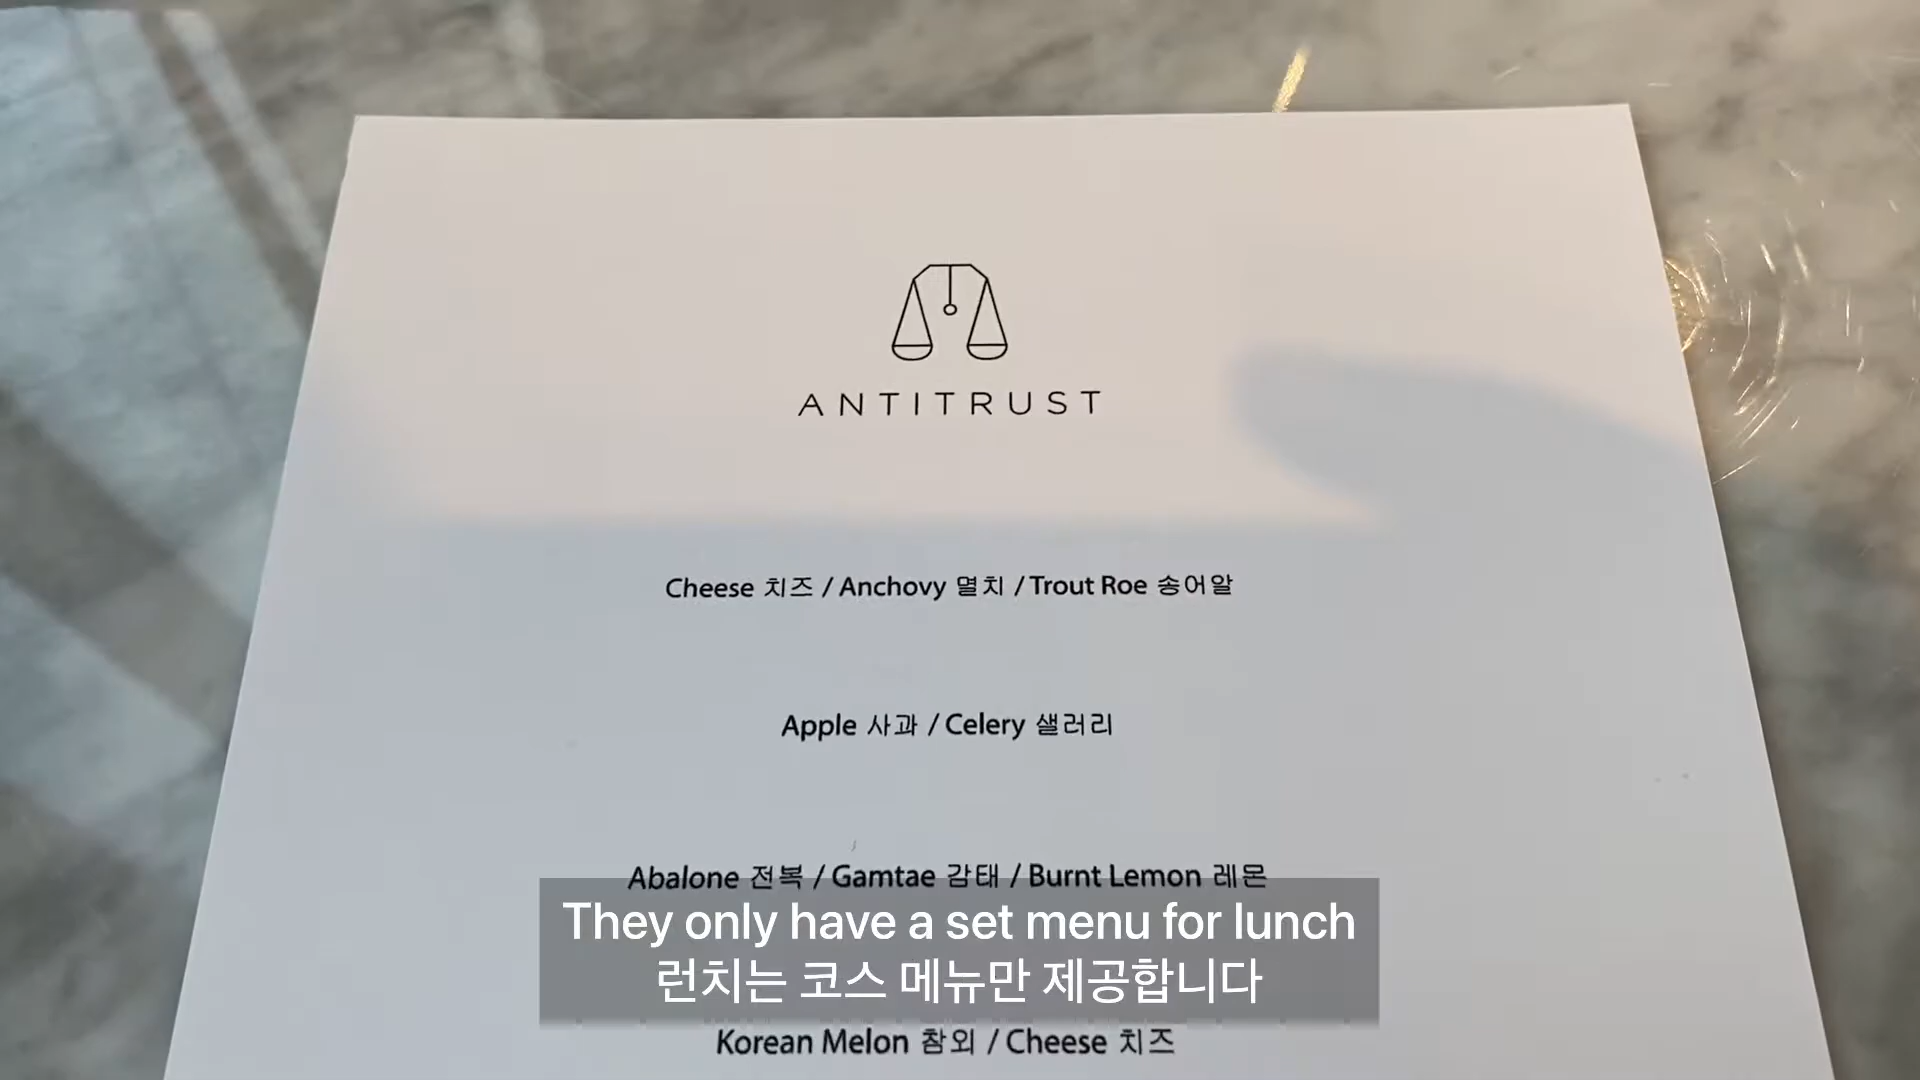 ANTITRUST
Cheese 치즈 / Anchovy 멸치 / Trout Roe 송어알
Apple 사과 / Celery 샐러리
Abalone 전복 / Gamtae 감태 / Burnt Lemon 레몬
They only have a set menu for lunch
런치는 코스 메뉴만 제공합니다
Korean Melon 참외 / Cheese 치즈